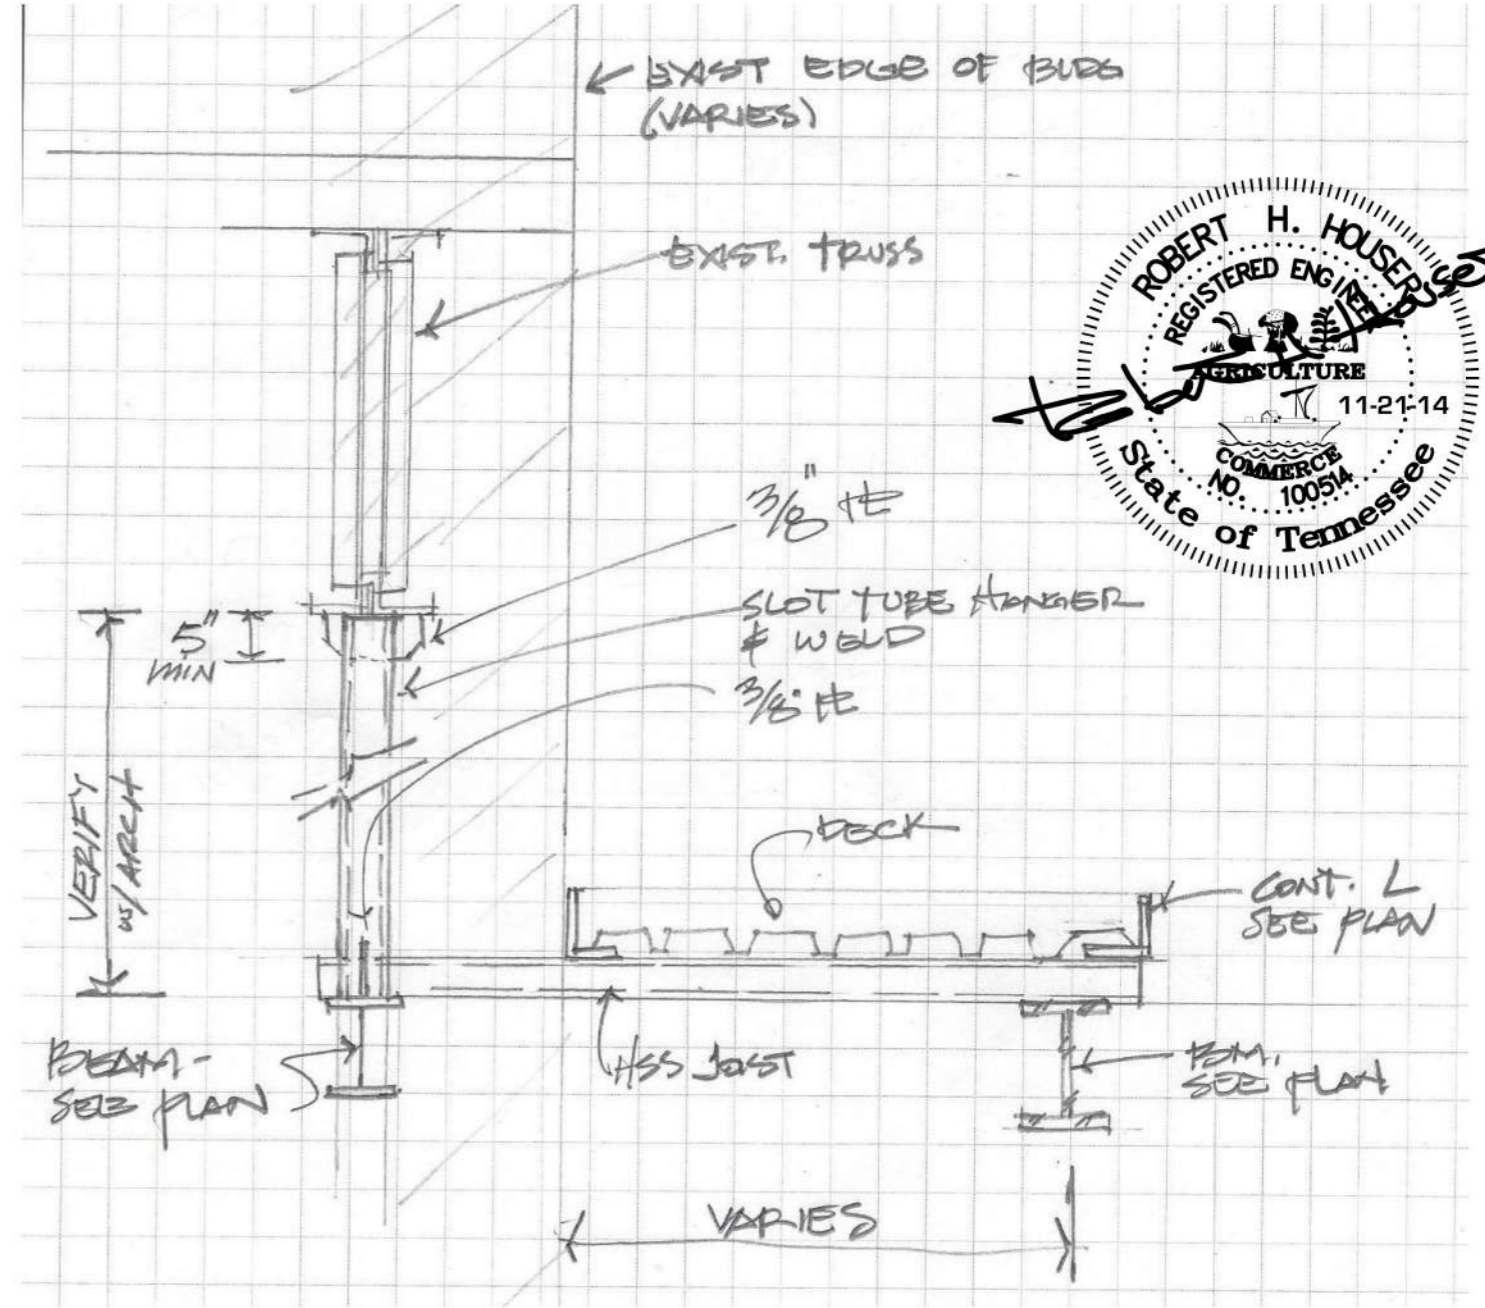 EXIST EDGE OF BLDG
(VARIES)
EXIST. TRUSS
ROBERT H. HOUSER
REGISTERED ENGINEER
AGRICULTURE
11-21-14
COMMERCE
NO. 100514
State of Tennessee
3/8" PL
5"
MIN
SLOT TUBE HANGER
& WELD
3/8" PL
VERIFY
w/ ARCH
DECK
CONT. L
SEE PLAN
BEAM -
SEE PLAN
HSS JOIST
BM.
SEE PLAN
VARIES